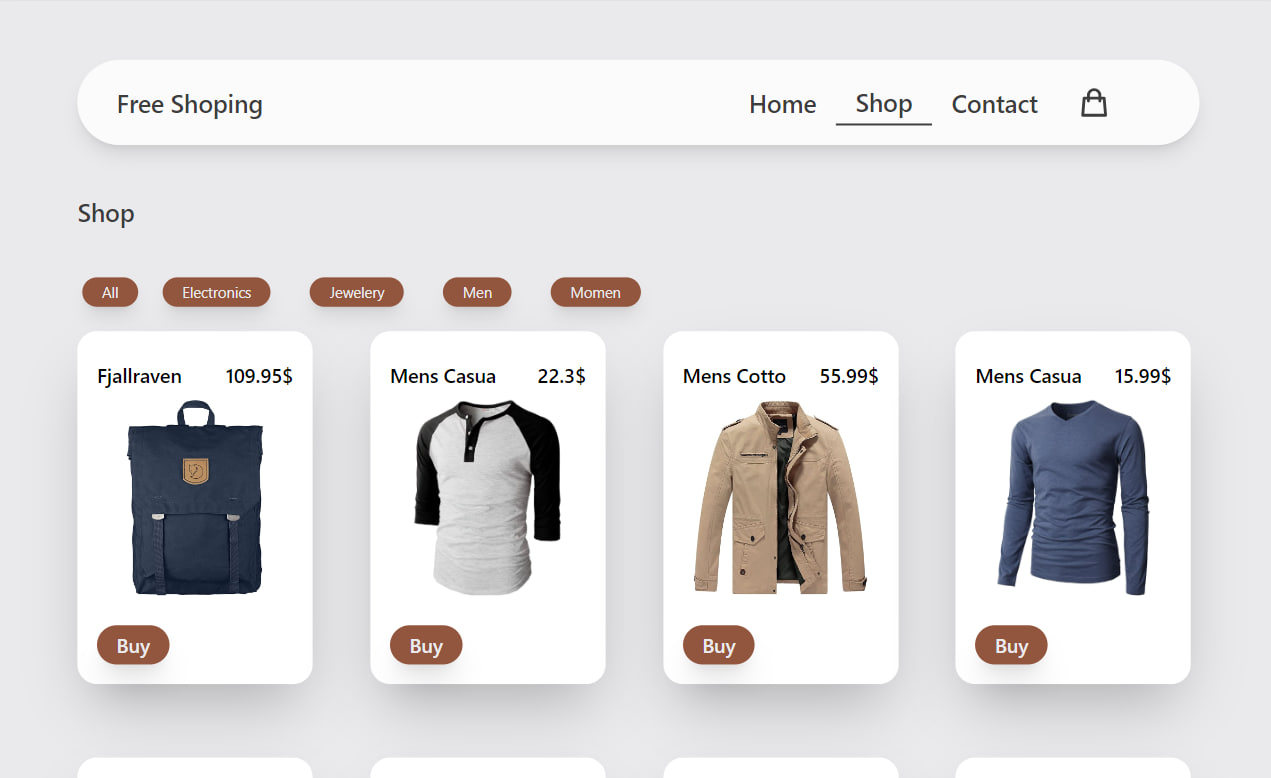 Free Shoping
Home Shop Contact
Shop
All Electronics Jewelery Men Momen
Fjallraven 109.95$
Mens Casua 22.3$
Mens Cotto 55.99$
Mens Casua 15.99$
Buy
Buy
Buy
Buy